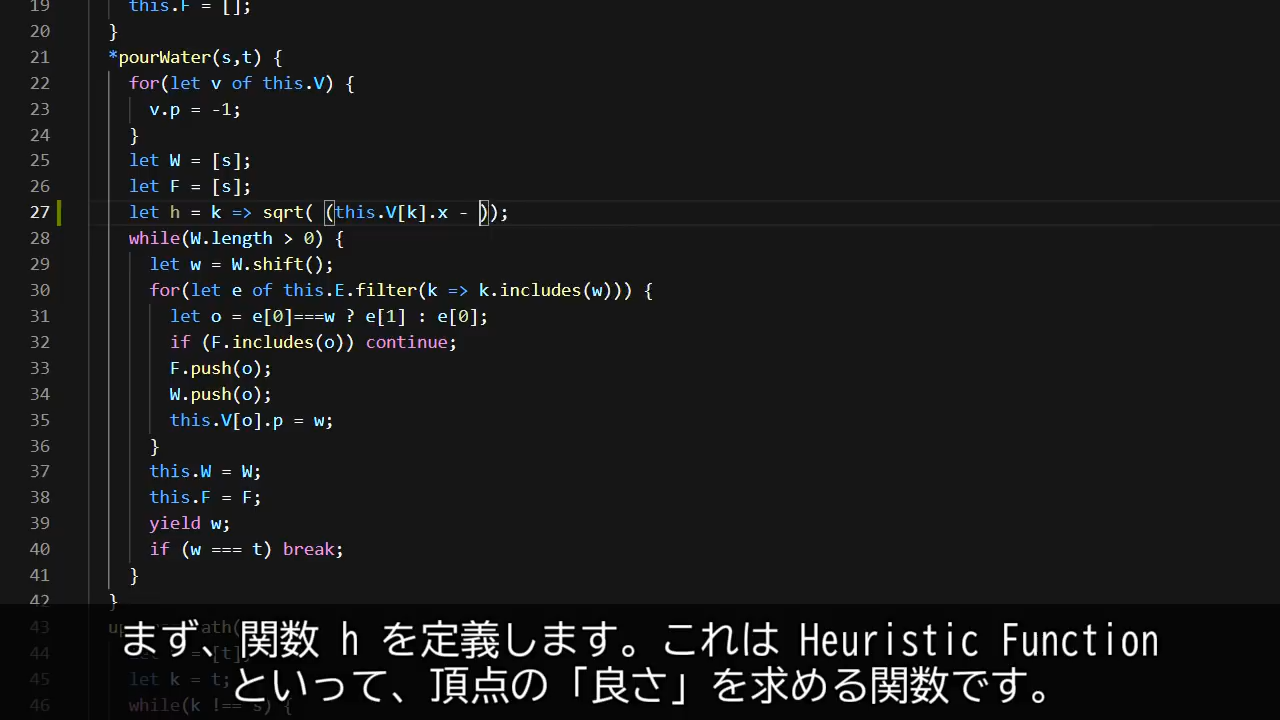 19 this.F = [];
20 }
21 *pourWater(s,t) {
22 for(let v of this.V) {
23 v.p = -1;
24 }
25 let W = [s];
26 let F = [s];
27 let h = k => sqrt( (this.V[k].x - ));
28 while(W.length > 0) {
29 let w = W.shift();
30 for(let e of this.E.filter(k => k.includes(w))) {
31 let o = e[0]===w ? e[1] : e[0];
32 if (F.includes(o)) continue;
33 F.push(o);
34 W.push(o);
35 this.V[o].p = w;
36 }
37 this.W = W;
38 this.F = F;
39 yield w;
40 if (w === t) break;
41 }
42 }
43
44 [t]
45 let k = t;
46 while(k !== s) {
まず、関数 h を定義します。これは Heuristic Function
といって、頂点の「良さ」を求める関数です。